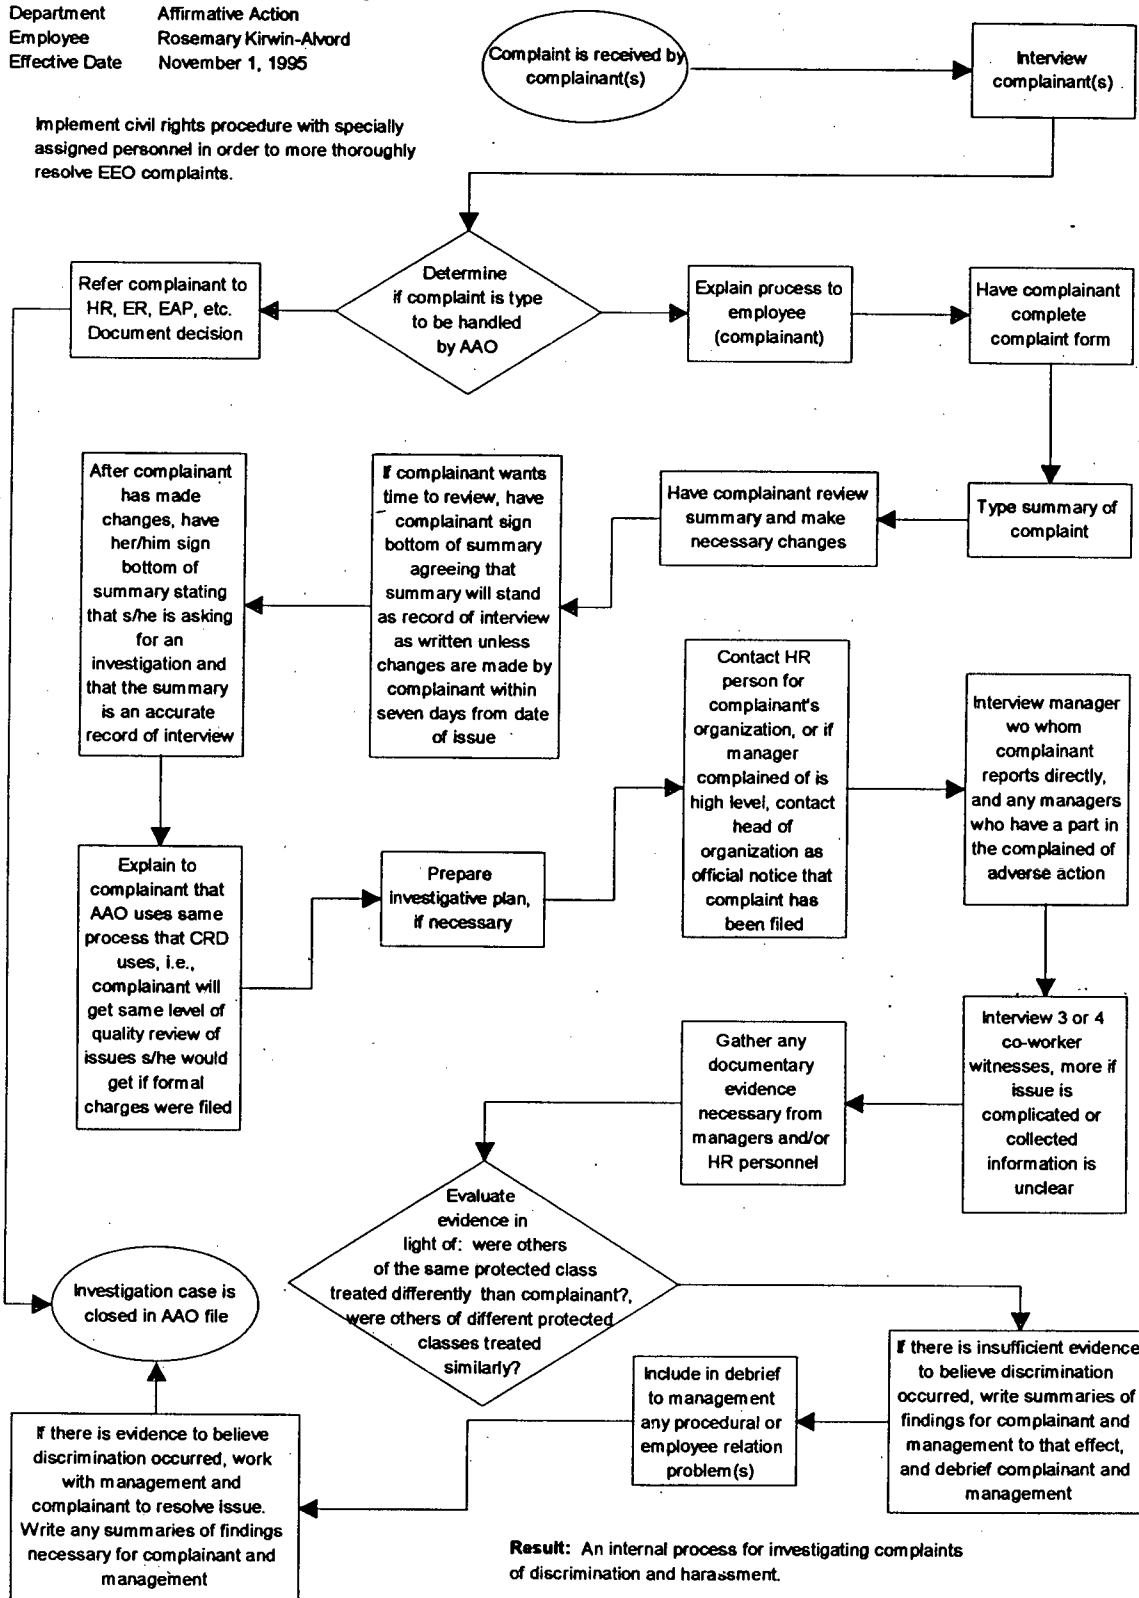 Department Affirmative Action
Employee Rosemary Kirwin-Alvord
Effective Date November 1, 1995
Implement civil rights procedure with specially
assigned personnel in order to more thoroughly
resolve EEO complaints.
Complaint is received by
complainant(s)
Interview
complainant(s)
Determine
if complaint is type
to be handled
by AAO
Refer complainant to
HR, ER, EAP, etc.
Document decision
Explain process to
employee
(complainant)
Have complainant
complete
complaint form
Type summary of
complaint
Have complainant review
summary and make
necessary changes
If complainant wants
time to review, have
complainant sign
bottom of summary
agreeing that
summary will stand
as record of interview
as written unless
changes are made by
complainant within
seven days from date
of issue
After complainant
has made
changes, have
her/him sign
bottom of
summary stating
that s/he is asking
for an
investigation and
that the summary
is an accurate
record of interview
Explain to
complainant that
AAO uses same
process that CRD
uses, i.e.,
complainant will
get same level of
quality review of
issues s/he would
get if formal
charges were filed
Prepare
investigative plan,
if necessary
Contact HR
person for
complainant's
organization, or if
manager
complained of is
high level, contact
head of
organization as
official notice that
complaint has
been filed
Interview manager
wo whom
complainant
reports directly,
and any managers
who have a part in
the complained of
adverse action
Interview 3 or 4
co-worker
witnesses, more if
issue is
complicated or
collected
information is
unclear
Gather any
documentary
evidence
necessary from
managers and/or
HR personnel
Evaluate
evidence in
light of: were others
of the same protected class
treated differently than complainant?,
were others of different protected
classes treated
similarly?
If there is insufficient evidence
to believe discrimination
occurred, write summaries of
findings for complainant and
management to that effect,
and debrief complainant and
management
Include in debrief
to management
any procedural or
employee relation
problem(s)
If there is evidence to believe
discrimination occurred, work
with management and
complainant to resolve issue.
Write any summaries of findings
necessary for complainant and
management
Investigation case is
closed in AAO file
Result: An internal process for investigating complaints
of discrimination and harassment.